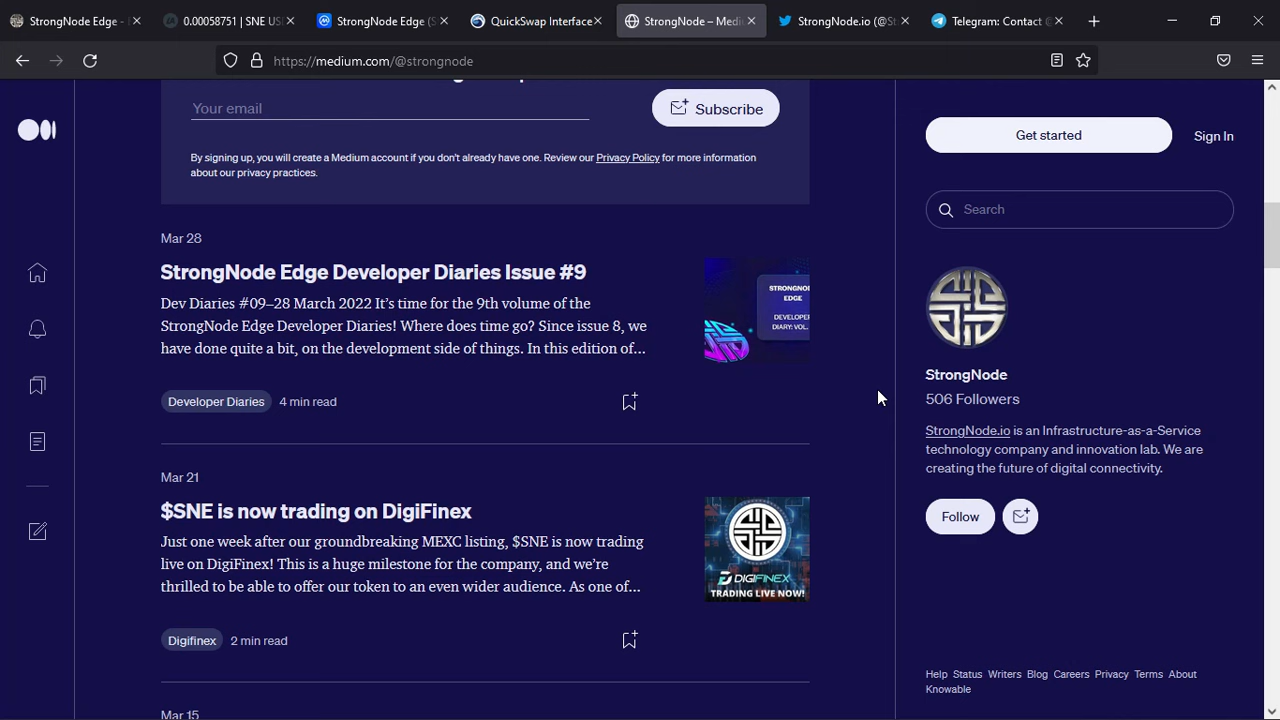 StrongNode Edge -
0.00058751 | SNE US
StrongNode Edge (S
QuickSwap Interface
StrongNode – Medi
StrongNode.io (@St
Telegram: Contact @
https://medium.com/@strongnode
Your email
Subscribe
By signing up, you will create a Medium account if you don't already have one. Review our Privacy Policy for more information
about our privacy practices.
Mar 28
StrongNode Edge Developer Diaries Issue #9
Dev Diaries #09–28 March 2022 It's time for the 9th volume of the
StrongNode Edge Developer Diaries! Where does time go? Since issue 8, we
have done quite a bit, on the development side of things. In this edition of...
STRONGNODE
EDGE
DEVELOPER
DIARY: VOL.
Developer Diaries
4 min read
Mar 21
$SNE is now trading on DigiFinex
Just one week after our groundbreaking MEXC listing, $SNE is now trading
live on DigiFinex! This is a huge milestone for the company, and we're
thrilled to be able to offer our token to an even wider audience. As one of...
DIGIFINEX
TRADING LIVE NOW!
Digifinex
2 min read
Mar 15
Get started
Sign In
Search
StrongNode
506 Followers
StrongNode.io is an Infrastructure-as-a-Service
technology company and innovation lab. We are
creating the future of digital connectivity.
Follow
Help Status Writers Blog Careers Privacy Terms About
Knowable